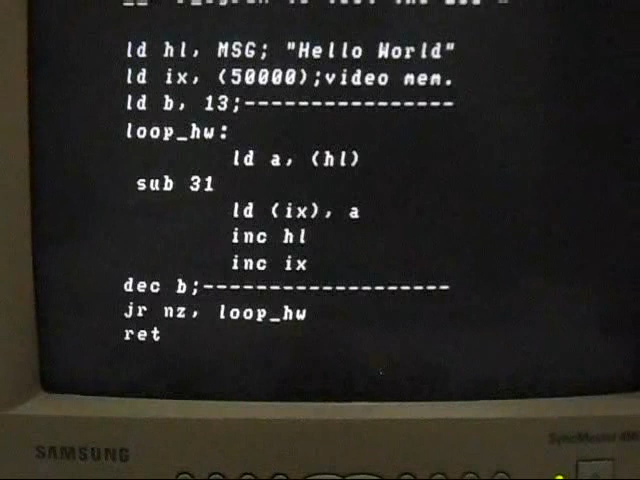 ld hl, MSG; "Hello World"
ld ix, (50000);video mem.
ld b, 13;----------------
loop_hw:
ld a, (hl)
sub 31
ld (ix), a
inc hl
inc ix
dec b;-------------------
jr nz, loop_hw
ret
SAMSUNG
SyncMaster